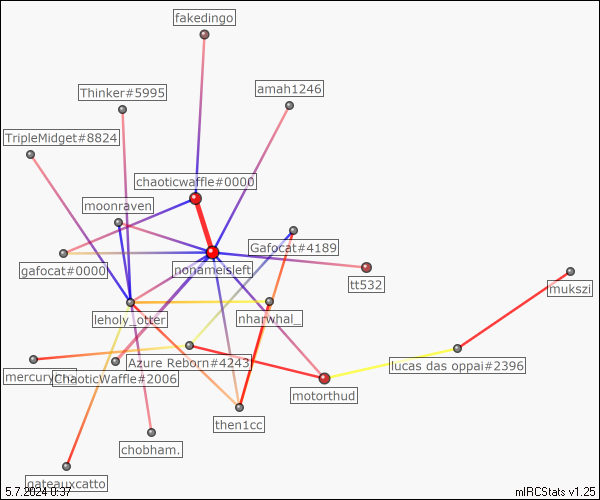 fakedingo
Thinker#5995
amah1246
TripleMidget#8824
chaoticwaffle#0000
moonraven
Gafocat#4189
gafocat#0000
nonameisleft
tt532
mukszi
leholy_otter
nharwhal_
Azure Reborn#4243
lucas das oppai#2396
ChaoticWaffle#2006
motorthud
then1cc
chobham.
gateauxcatto
5.7.2024 0:37
mIRCStats v1.25